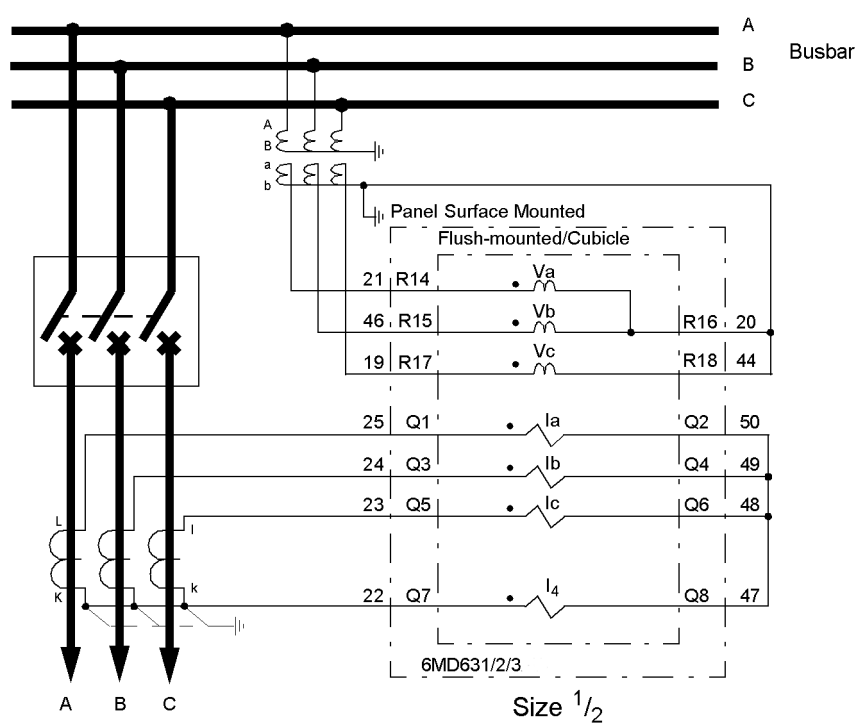 A
Busbar
B
C
A
B
a
b
Panel Surface Mounted
Flush-mounted/Cubicle
21 R14 Va
46 R15 Vb R16 20
19 R17 Vc R18 44
25 Q1 Ia Q2 50
24 Q3 Ib Q4 49
23 Q5 Ic Q6 48
L l
K k
22 Q7 I4 Q8 47
6MD631/2/3
A B C
Size 1/2